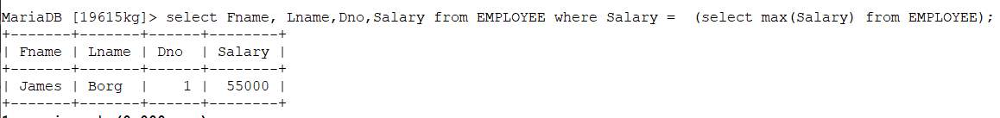 MariaDB [19615kg]> select Fname, Lname,Dno,Salary from EMPLOYEE where Salary =  (select max(Salary) from EMPLOYEE);
+-------+-------+------+--------+
| Fname | Lname | Dno  | Salary |
+-------+-------+------+--------+
| James | Borg  |    1 |  55000 |
+-------+-------+------+--------+